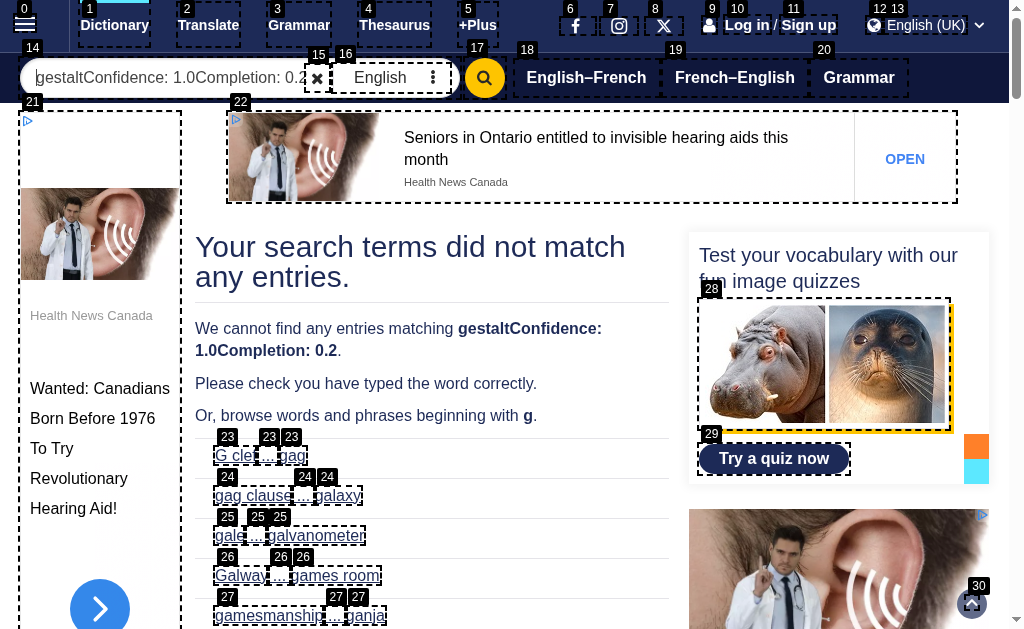 0 1 2 3 4 5 6 7 8 9 10 11 12 13
Dictionary Translate Grammar Thesaurus +Plus Log in / Sign up English (UK)
14 15 16 17 18 19 20
gestaltConfidence: 1.0Completion: 0.2 English English–French French–English Grammar
21 22
Seniors in Ontario entitled to invisible hearing aids this
month
Health News Canada
OPEN
Health News Canada
Wanted: Canadians
Born Before 1976
To Try
Revolutionary
Hearing Aid!
Your search terms did not match
any entries.
We cannot find any entries matching gestaltConfidence:
1.0Completion: 0.2.
Please check you have typed the word correctly.
Or, browse words and phrases beginning with g.
23 23 23
G clef ... gag
24 24 24
gag clause ... galaxy
25 25 25
gale ... galvanometer
26 26 26
Galway ... games room
27 27 27
gamesmanship ... ganja
Test your vocabulary with our
fun image quizzes
28
29
Try a quiz now
30